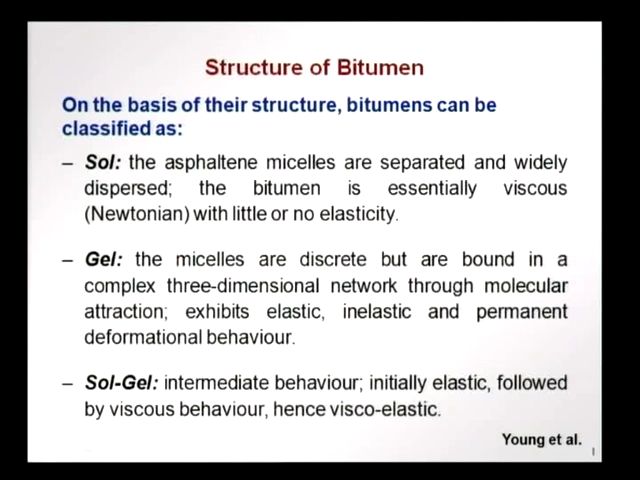 Structure of Bitumen
On the basis of their structure, bitumens can be
classified as:
– Sol: the asphaltene micelles are separated and widely
dispersed; the bitumen is essentially viscous
(Newtonian) with little or no elasticity.
– Gel: the micelles are discrete but are bound in a
complex three-dimensional network through molecular
attraction; exhibits elastic, inelastic and permanent
deformational behaviour.
– Sol-Gel: intermediate behaviour; initially elastic, followed
by viscous behaviour, hence visco-elastic.
Young et al.